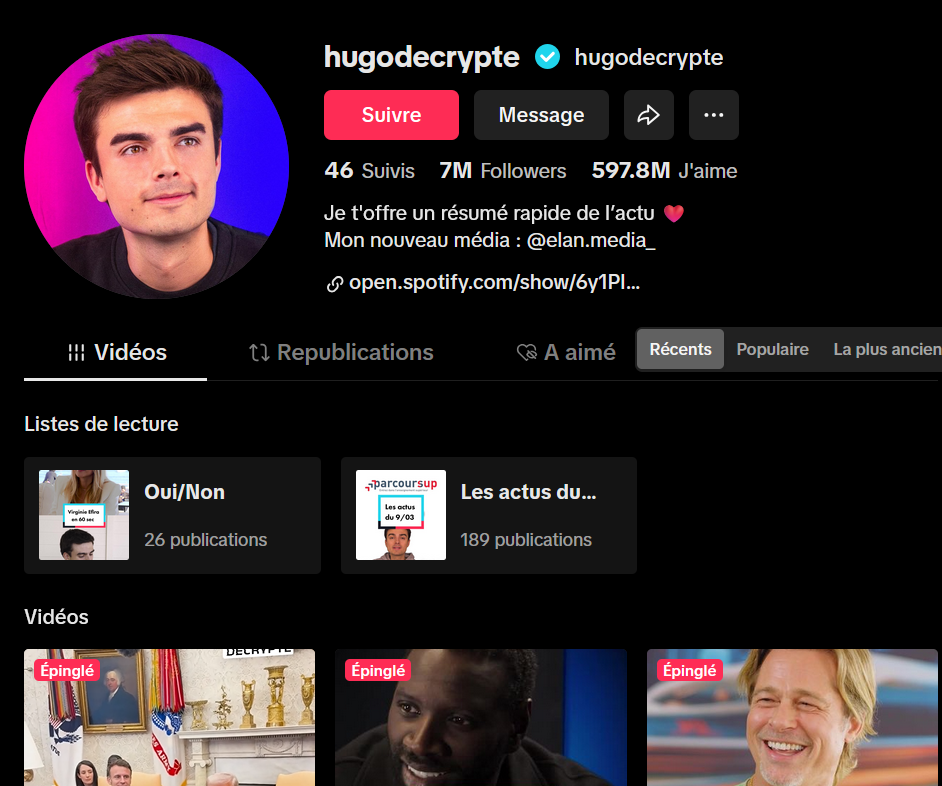 hugodecrypte hugodecrypte
Suivre Message ...
46 Suivis 7M Followers 597.8M J'aime
Je t'offre un résumé rapide de l’actu
Mon nouveau média : @elan.media_
open.spotify.com/show/6y1Pl...
Vidéos Republications A aimé Récents Populaire La plus ancien
Listes de lecture
Virginie Efira
en 60 sec
Oui/Non
26 publications
parcoursup
Les actus
du 9/03
Les actus du...
189 publications
Vidéos
Épinglé
DECRYPTE
Épinglé
Épinglé